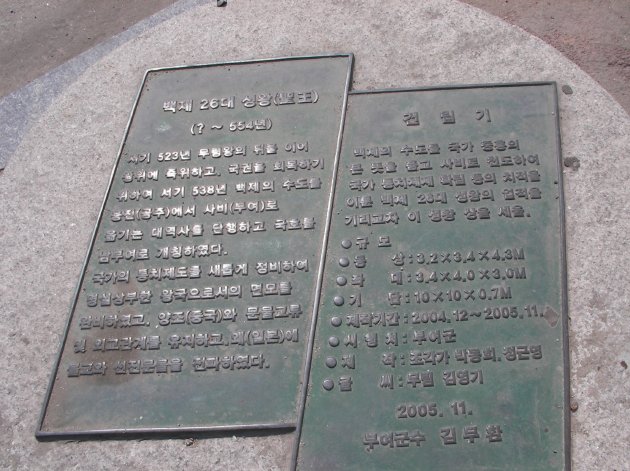 백제 26대 성왕(聖王)
(? ~ 554년)
서기 523년 무령왕의 뒤를 이어
왕위에 즉위하고, 국권을 회복하기
위하여 서기 538년 백제의 수도를
웅진(공주)에서 사비(부여)로
옮기는 대역사를 단행하고 국호를
남부여로 개칭하였다.
국가의 통치제도를 새롭게 정비하여
명실상부한 왕국으로서의 면모를
겸비하였고, 양조(중국)와 문물교류
및 외교관계를 유지하고, 왜(일본)에
불교와 선진문물을 전파하였다.
건립기
백제의 수도를 국가 중흥의
큰 뜻을 품고 사비로 천도하여
국가 통치체제 확립 등의 치적을
이룬 백제 26대 성왕의 업적을
기리고자 이 성왕 상을 세움.
● 규 모
● 동 상 : 3.2×3.4×4.3M
● 좌 대 : 3.4×4.0×3.0M
● 기 단 : 10×10×0.7M
● 제작기간 : 2004.12~2005.11.
● 시 행 처 : 부여군
● 제 작 : 조각가 박광희, 정근영
● 글 씨 : 무림 김영기
2005. 11.
부여군수 김무환